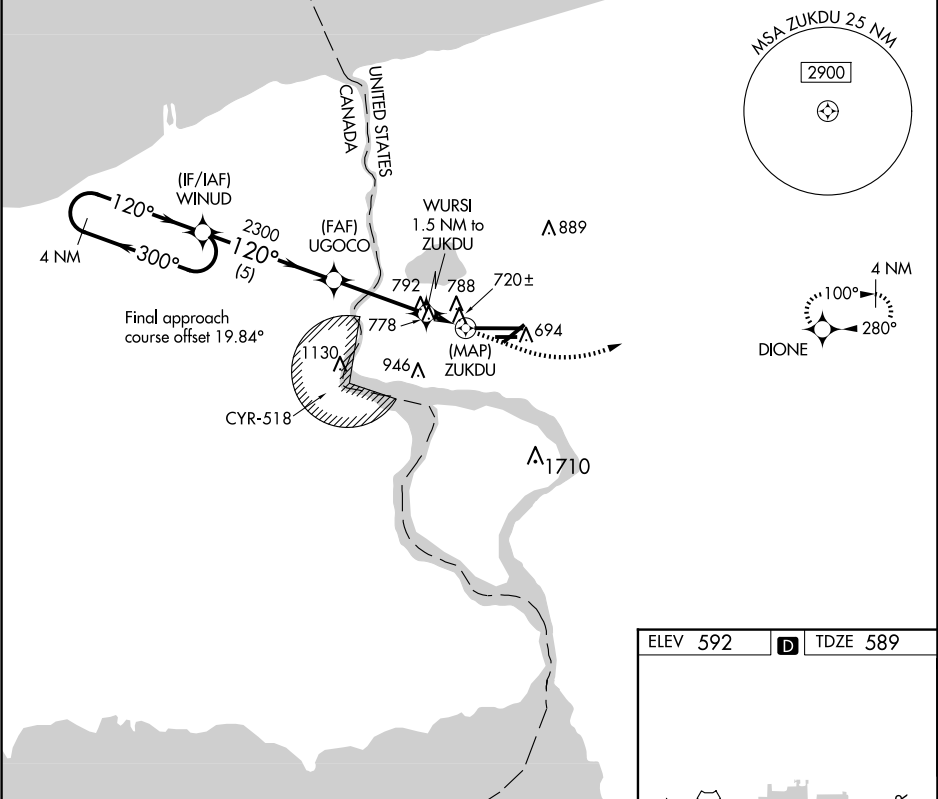 MSA ZUKDU 25 NM
2900
UNITED STATES
CANADA
(IF/IAF)
WINUD
120°
300°
4 NM
2300
120°
(5)
(FAF)
UGOCO
WURSI
1.5 NM to
ZUKDU
889
792
788
720±
778
694
(MAP)
ZUKDU
Final approach
course offset 19.84°
1130
946
CYR-518
1710
4 NM
100°
280°
DIONE
ELEV 592
D
TDZE 589